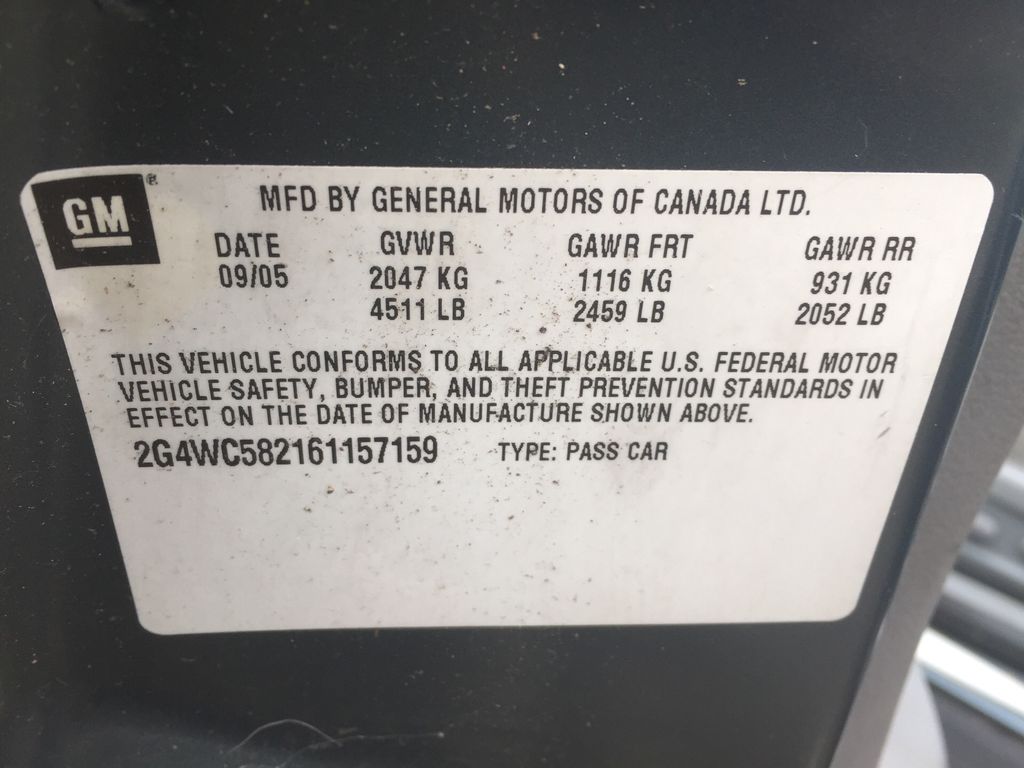 GM®
MFD BY GENERAL MOTORS OF CANADA LTD.
DATE GVWR GAWR FRT GAWR RR
09/05 2047 KG 1116 KG 931 KG
4511 LB 2459 LB 2052 LB
THIS VEHICLE CONFORMS TO ALL APPLICABLE U.S. FEDERAL MOTOR
VEHICLE SAFETY, BUMPER, AND THEFT PREVENTION STANDARDS IN
EFFECT ON THE DATE OF MANUFACTURE SHOWN ABOVE.
2G4WC582161157159 TYPE: PASS CAR